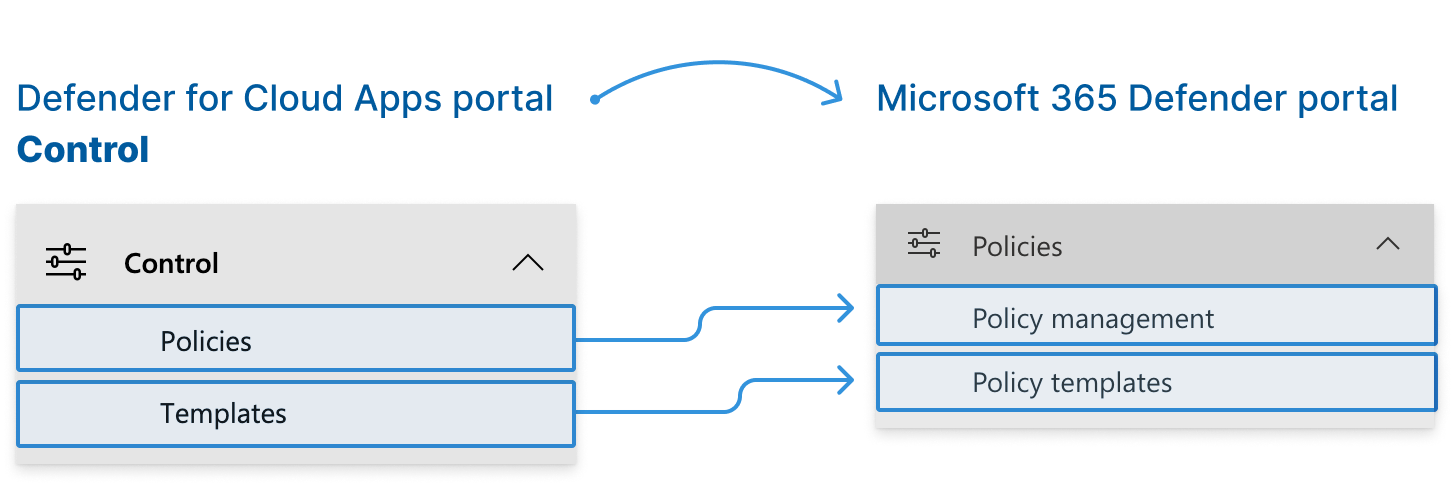 Defender for Cloud Apps portal
Control
Microsoft 365 Defender portal
Control
Policies
Templates
Policies
Policy management
Policy templates